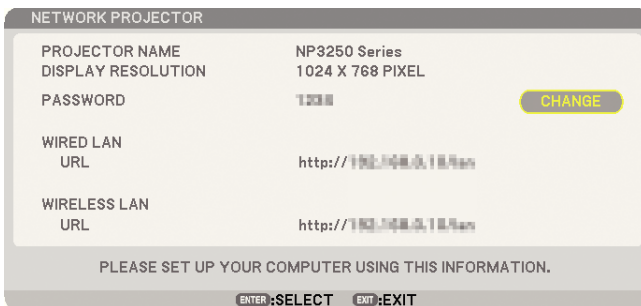 NETWORK PROJECTOR
PROJECTOR NAME NP3250 Series
DISPLAY RESOLUTION 1024 X 768 PIXEL
PASSWORD CHANGE
WIRED LAN
URL http://
WIRELESS LAN
URL http://
PLEASE SET UP YOUR COMPUTER USING THIS INFORMATION.
ENTER :SELECT EXIT :EXIT